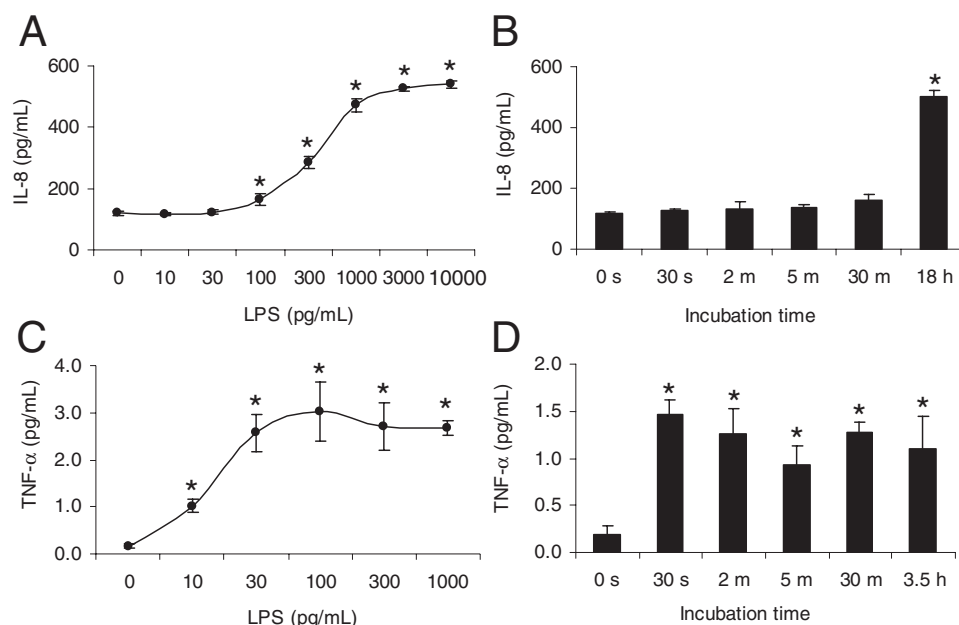 A
IL-8 (pg/mL)
600
400
200
0
* * * * *
0 10 30 100 300 1000 3000 10000
LPS (pg/mL)
B
IL-8 (pg/mL)
600
400
200
0
*
0 s 30 s 2 m 5 m 30 m 18 h
Incubation time
C
TNF-α (pg/mL)
4.0
3.0
2.0
1.0
0.0
* * * * *
0 10 30 100 300 1000
LPS (pg/mL)
D
TNF-α (pg/mL)
2.0
1.5
1.0
0.5
0.0
* * * * *
0 s 30 s 2 m 5 m 30 m 3.5 h
Incubation time